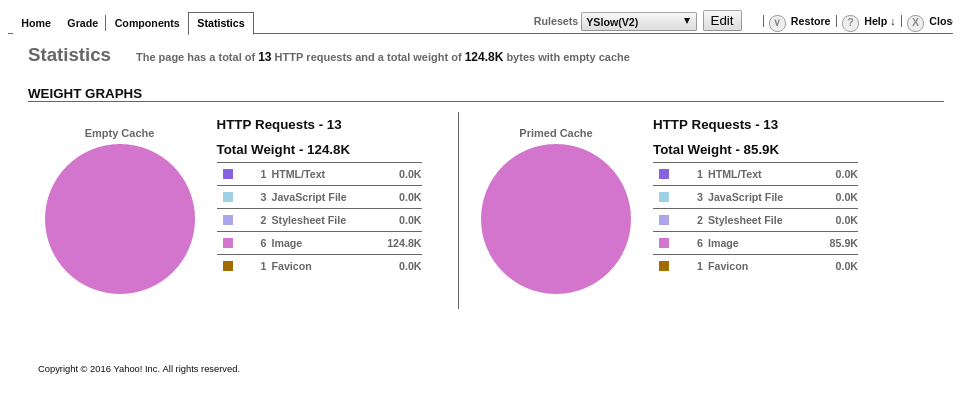 Home Grade Components Statistics Rulesets YSlow(V2) ▼ Edit v Restore ? Help ↓ X Clos
Statistics The page has a total of 13 HTTP requests and a total weight of 124.8K bytes with empty cache
WEIGHT GRAPHS
Empty Cache
HTTP Requests - 13
Total Weight - 124.8K
1 HTML/Text 0.0K
3 JavaScript File 0.0K
2 Stylesheet File 0.0K
6 Image 124.8K
1 Favicon 0.0K
Primed Cache
HTTP Requests - 13
Total Weight - 85.9K
1 HTML/Text 0.0K
3 JavaScript File 0.0K
2 Stylesheet File 0.0K
6 Image 85.9K
1 Favicon 0.0K
Copyright © 2016 Yahoo! Inc. All rights reserved.